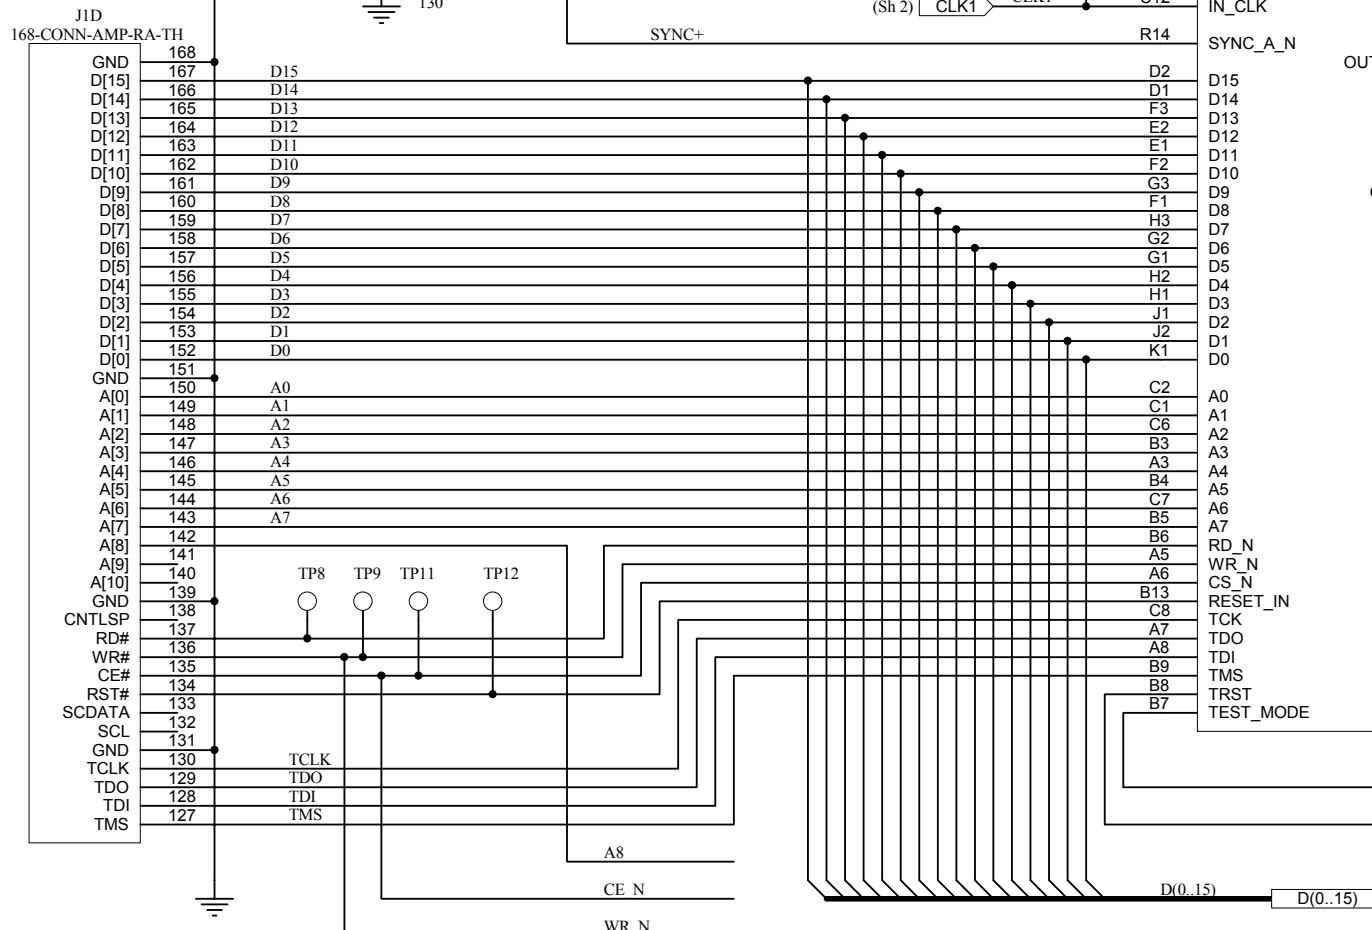 130
(Sh 2) CLK1 CLK1 C12 IN_CLK
J1D
168-CONN-AMP-RA-TH
SYNC+ R14 SYNC_A_N
GND 168
D[15] 167 D15 D2 D15
D[14] 166 D14 D1 D14
D[13] 165 D13 F3 D13
D[12] 164 D12 E2 D12
D[11] 163 D11 E1 D11
D[10] 162 D10 F2 D10
D[9] 161 D9 G3 D9
D[8] 160 D8 F1 D8
D[7] 159 D7 H3 D7
D[6] 158 D6 G2 D6
D[5] 157 D5 G1 D5
D[4] 156 D4 H2 D4
D[3] 155 D3 H1 D3
D[2] 154 D2 J1 D2
D[1] 153 D1 J2 D1
D[0] 152 D0 K1 D0
GND 151
A[0] 150 A0 C2 A0
A[1] 149 A1 C1 A1
A[2] 148 A2 C6 A2
A[3] 147 A3 B3 A3
A[4] 146 A4 A3 A4
A[5] 145 A5 B4 A5
A[6] 144 A6 C7 A6
A[7] 143 A7 B5 A7
A[8] 142 B6 RD_N
A[9] 141 A5 WR_N
A[10] 140 TP8 TP9 TP11 TP12 A6 CS_N
GND 139 B13 RESET_IN
CNTLSP 138 C8 TCK
RD# 137 A7 TDO
WR# 136 A8 TDI
CE# 135 B9 TMS
RST# 134 B8 TRST
SCDATA 133 B7 TEST_MODE
SCL 132
GND 131
TCLK 130 TCLK
TDO 129 TDO
TDI 128 TDI
TMS 127 TMS
A8
CE_N D(0..15) D(0..15)
WR_N